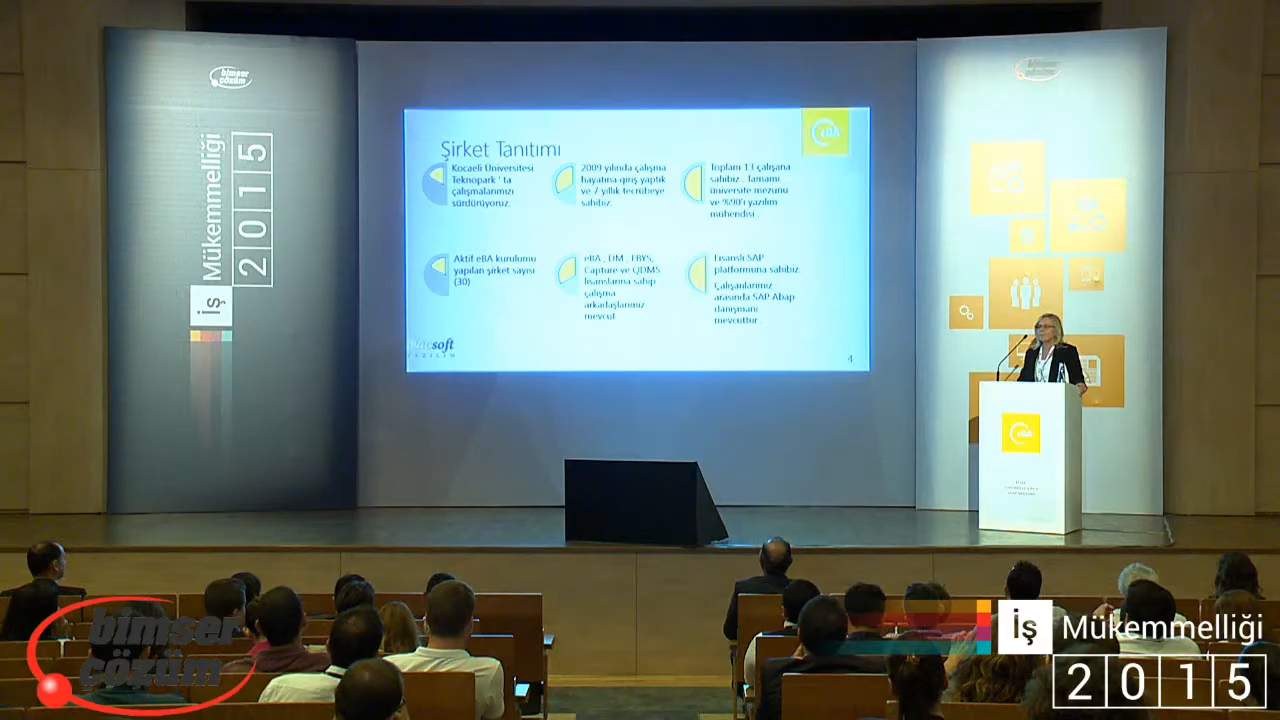 bimser
çözüm
İş Mükemmelliği
2015
Şirket Tanıtımı
eBA
Kocaeli Üniversitesi
Teknopark ' ta
çalışmalarımızı
sürdürüyoruz.
2009 yılında çalışma
hayatına giriş yaptık
ve 7 yıllık tecrübeye
sahibiz.
Toplam 13 çalışana
sahibiz . Tamamı
üniversite mezunu
ve %90'ı yazılım
mühendisi .
Aktif eBA kurulumu
yapılan şirket sayısı
(30)
eBA , DM , EBYS,
Capture ve QDMS
lisanslarına sahip
çalışma
arkadaşlarımız
mevcut
Lisanslı SAP
platformuna sahibiz
Çalışanlarımız
arasında SAP Abap
danışmanı
mevcuttur .
soft
4
bimser
çözüm
eBA
bimser
çözüm
İş Mükemmelliği
2015